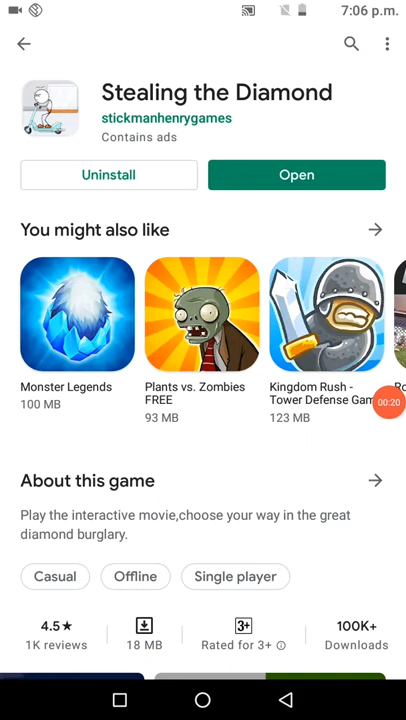 7:06 p.m.
Stealing the Diamond
stickmanhenrygames
Contains ads
Uninstall
Open
You might also like
Monster Legends
100 MB
Plants vs. Zombies
FREE
93 MB
Kingdom Rush -
Tower Defense Gam
123 MB
Ro
00:20
About this game
Play the interactive movie,choose your way in the great
diamond burglary.
Casual
Offline
Single player
4.5★
1K reviews
18 MB
3+
Rated for 3+
100K+
Downloads